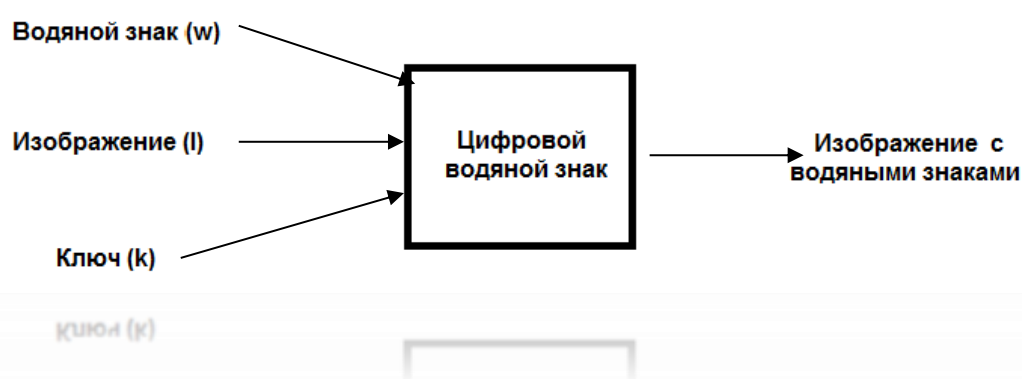 Водяной знак (w)
Изображение (I)
Ключ (k)
Цифровой
водяной знак
Изображение с
водяными знаками
Ключ (k)